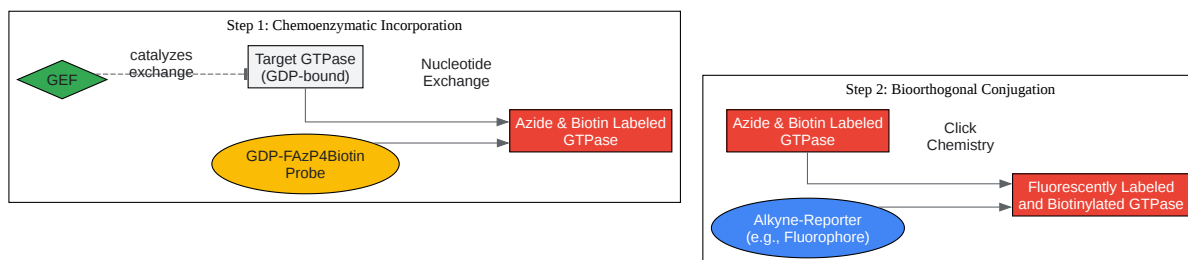 Step 1: Chemoenzymatic Incorporation
GEF
catalyzes
exchange
Target GTPase
(GDP-bound)
Nucleotide
Exchange
GDP-FAzP4Biotin
Probe
Azide & Biotin Labeled
GTPase
Step 2: Bioorthogonal Conjugation
Azide & Biotin Labeled
GTPase
Click
Chemistry
Alkyne-Reporter
(e.g., Fluorophore)
Fluorescently Labeled
and Biotinylated GTPase